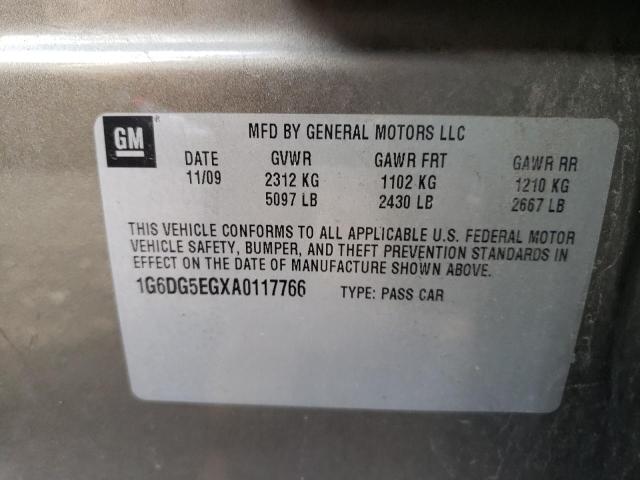 GM
MFD BY GENERAL MOTORS LLC
DATE GVWR GAWR FRT GAWR RR
11/09 2312 KG 1102 KG 1210 KG
5097 LB 2430 LB 2667 LB
THIS VEHICLE CONFORMS TO ALL APPLICABLE U.S. FEDERAL MOTOR
VEHICLE SAFETY, BUMPER, AND THEFT PREVENTION STANDARDS IN
EFFECT ON THE DATE OF MANUFACTURE SHOWN ABOVE.
1G6DG5EGXA0117766 TYPE: PASS CAR